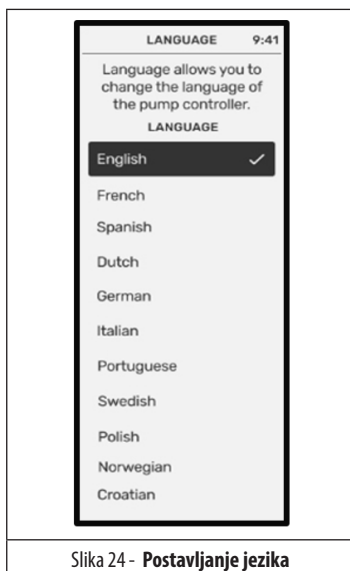 LANGUAGE 9:41
Language allows you to
change the language of
the pump controller.
LANGUAGE
English ✓
French
Spanish
Dutch
German
Italian
Portuguese
Swedish
Polish
Norwegian
Croatian
Slika 24 - Postavljanje jezika